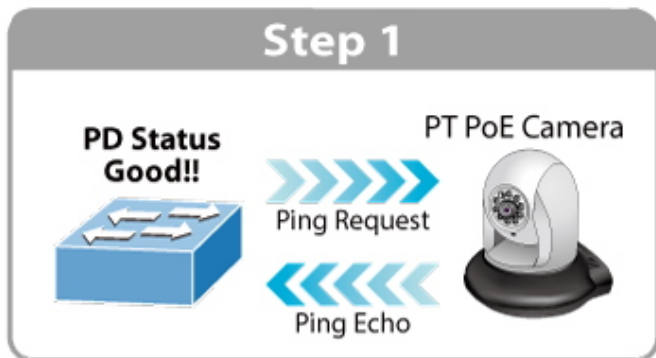 Step 1
PD Status
Good!!
PT PoE Camera
Ping Request
Ping Echo